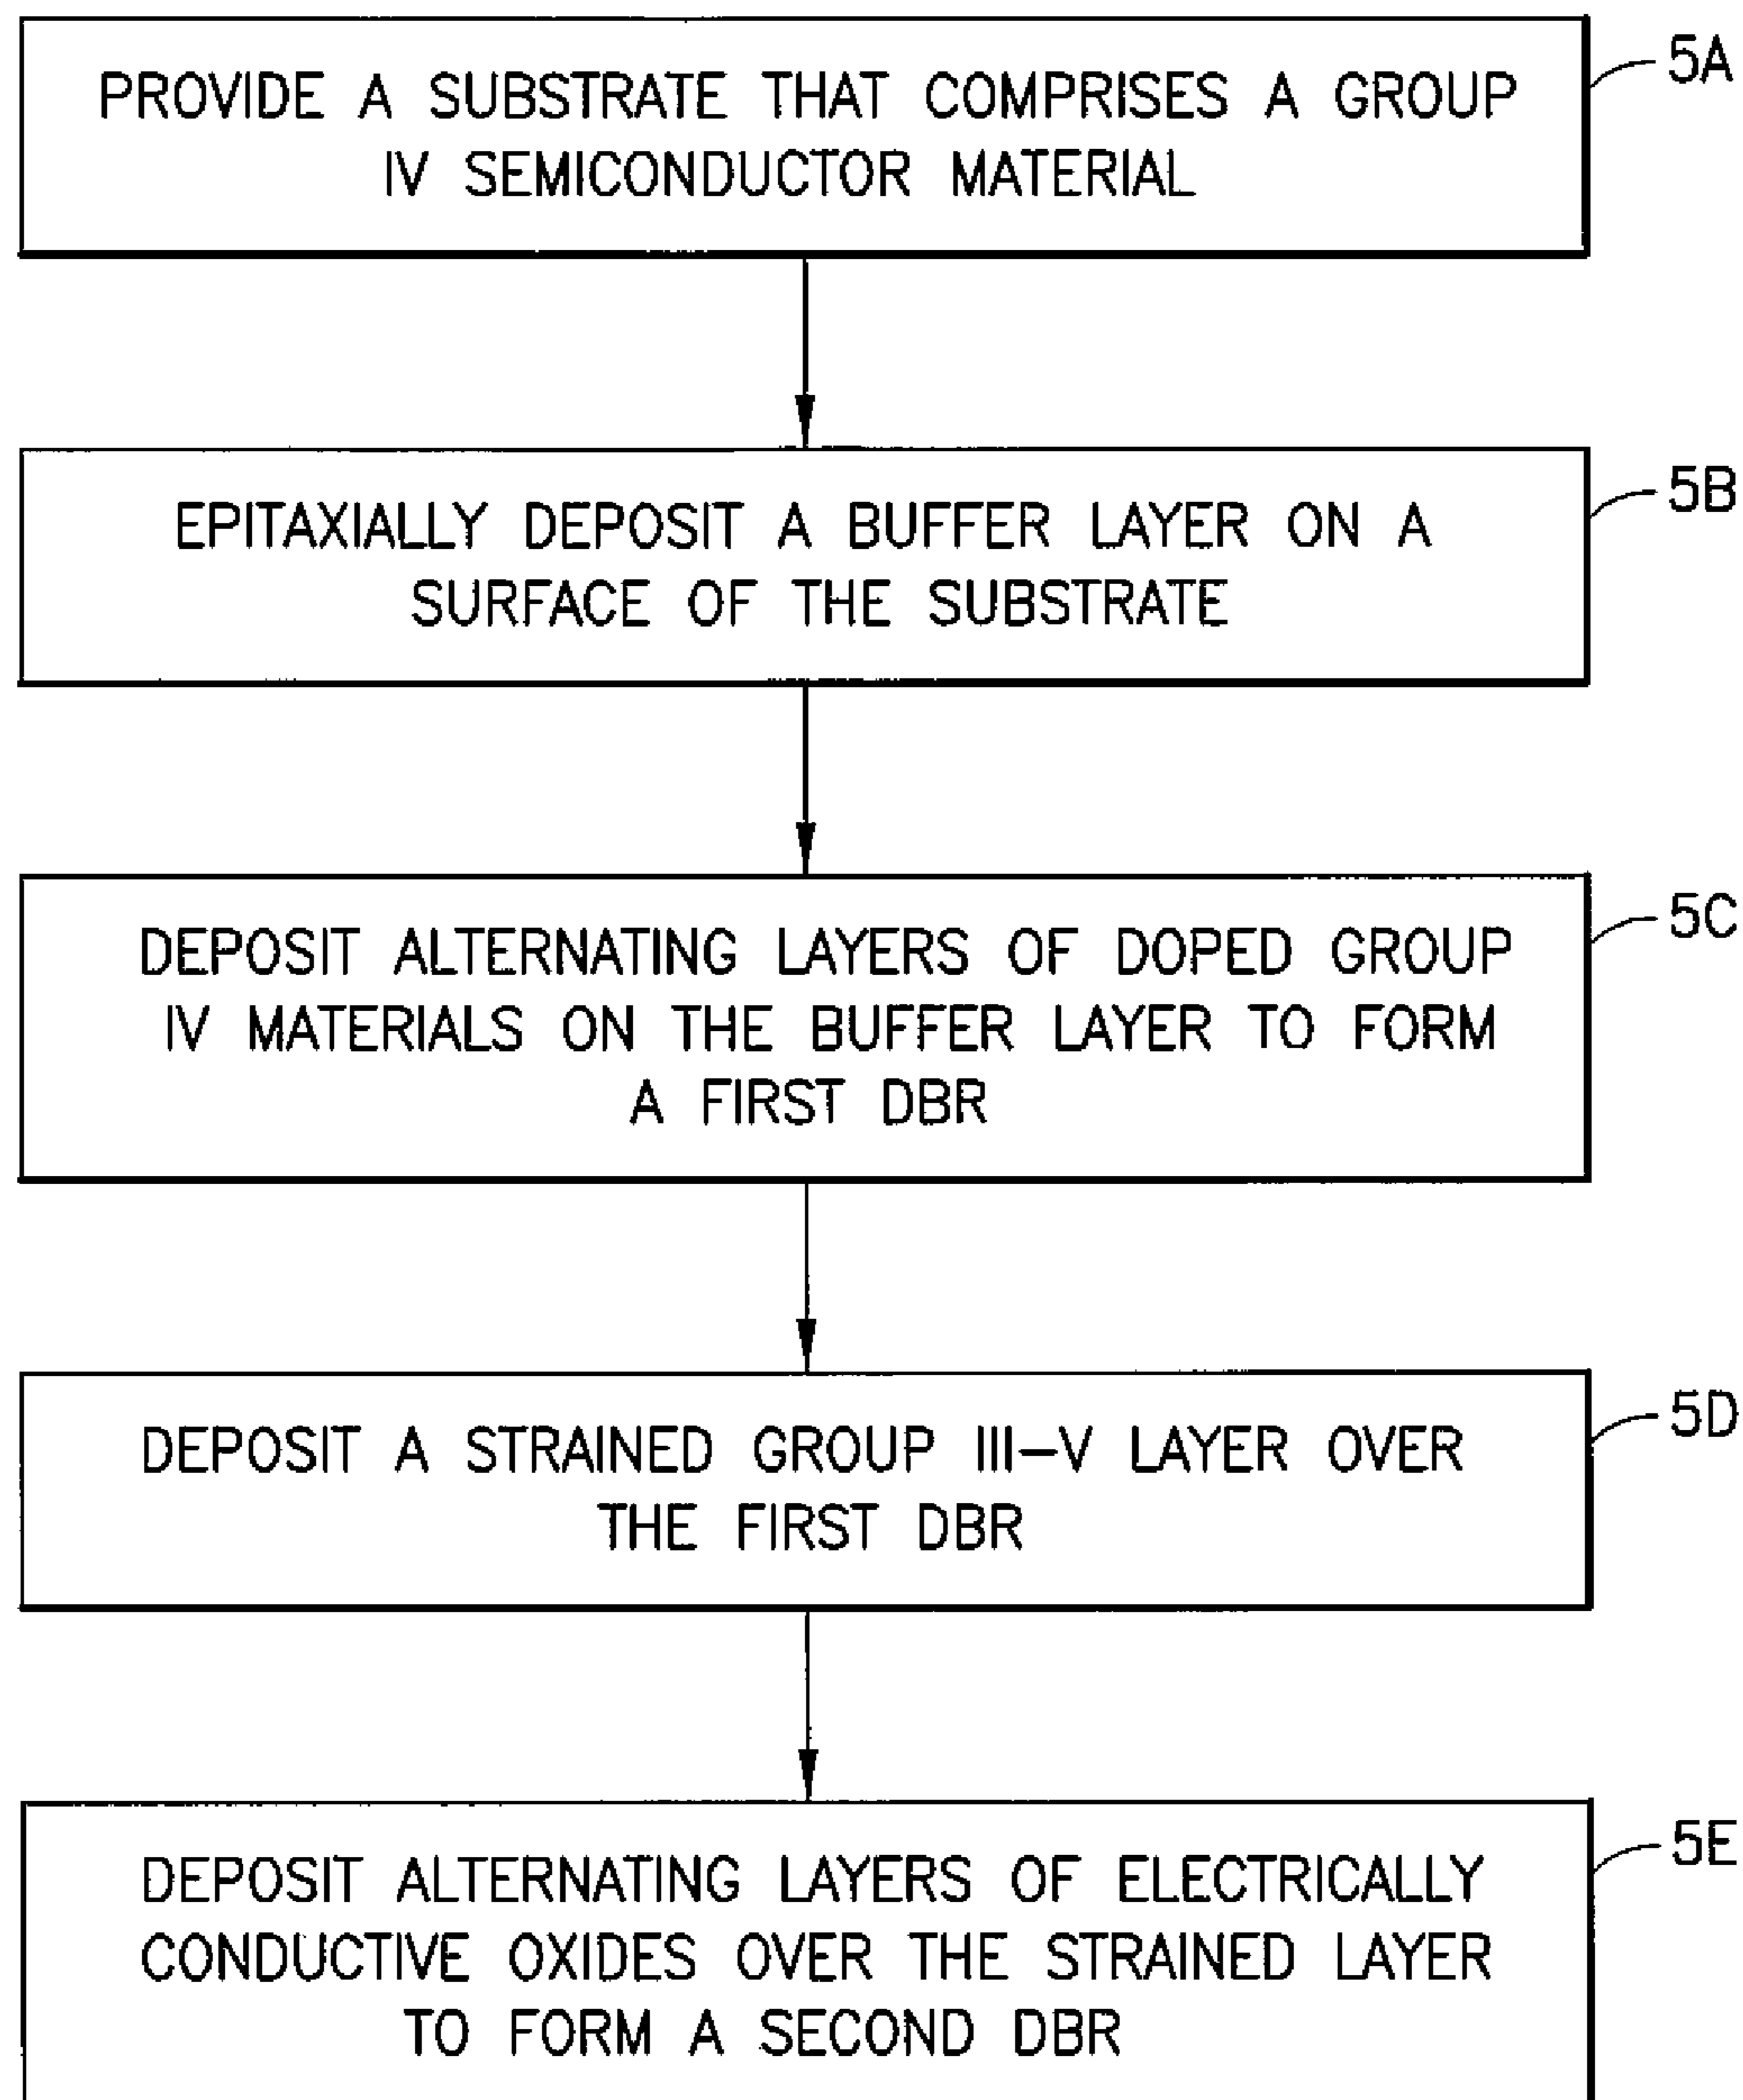 PROVIDE A SUBSTRATE THAT COMPRISES A GROUP
IV SEMICONDUCTOR MATERIAL
5A
EPITAXIALLY DEPOSIT A BUFFER LAYER ON A
SURFACE OF THE SUBSTRATE
5B
DEPOSIT ALTERNATING LAYERS OF DOPED GROUP
IV MATERIALS ON THE BUFFER LAYER TO FORM
A FIRST DBR
5C
DEPOSIT A STRAINED GROUP III-V LAYER OVER
THE FIRST DBR
5D
DEPOSIT ALTERNATING LAYERS OF ELECTRICALLY
CONDUCTIVE OXIDES OVER THE STRAINED LAYER
TO FORM A SECOND DBR
5E